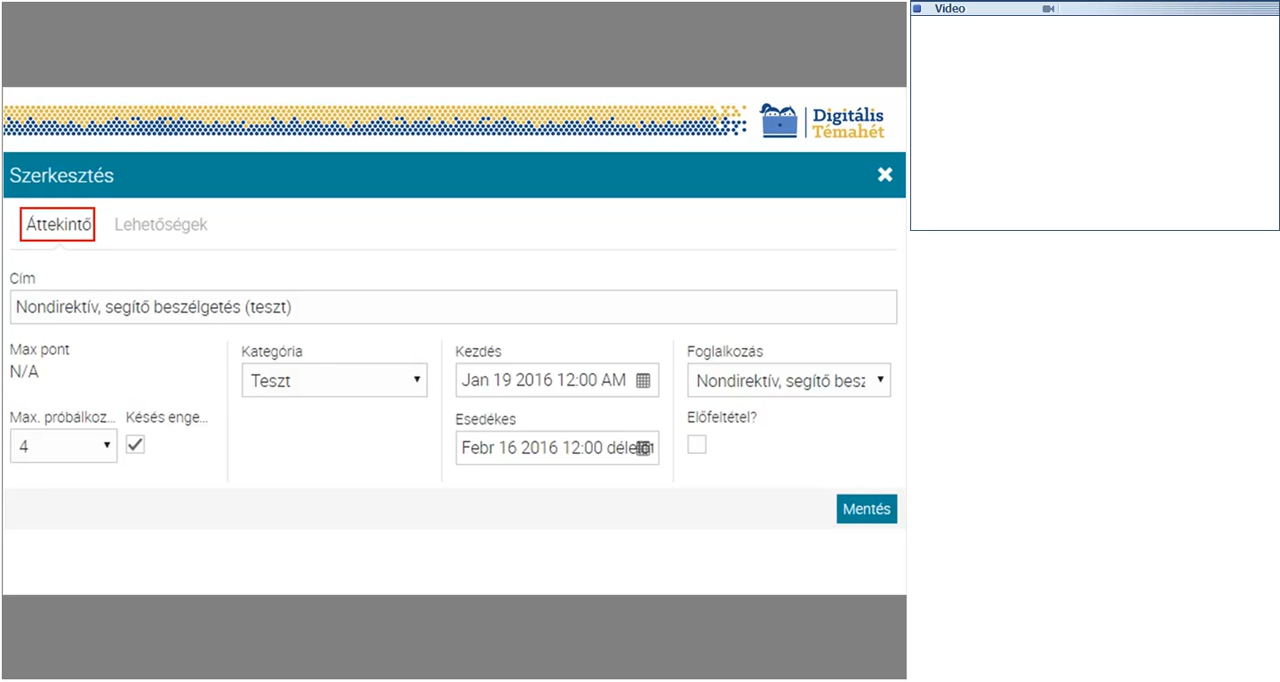 Video
Digitális
Témahét
Szerkesztés
Áttekintő
Lehetőségek
Cím
Nondirektív, segítő beszélgetés (teszt)
Max pont
N/A
Kategória
Teszt
Kezdés
Jan 19 2016 12:00 AM
Foglalkozás
Nondirektív, segítő besz
Max. próbálkoz...
Késés enge...
4
Esedékes
Febr 16 2016 12:00
Előfeltétel?
Mentés